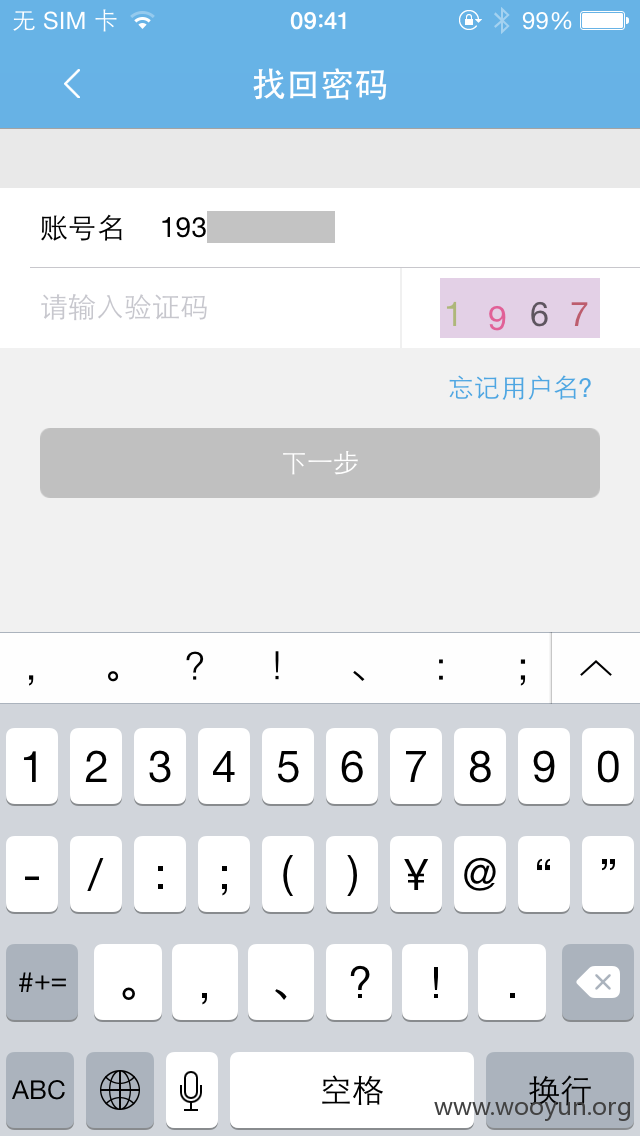 无 SIM 卡 09:41 99%
找回密码
账号名 193
请输入验证码 1967
忘记用户名?
下一步
, 。 ? ! 、 : ;
1 2 3 4 5 6 7 8 9 0
- / : ; ( ) ¥ @ “ ”
#+= 。 , 、 ? ! .
ABC 空格 换行
www.wooyun.org